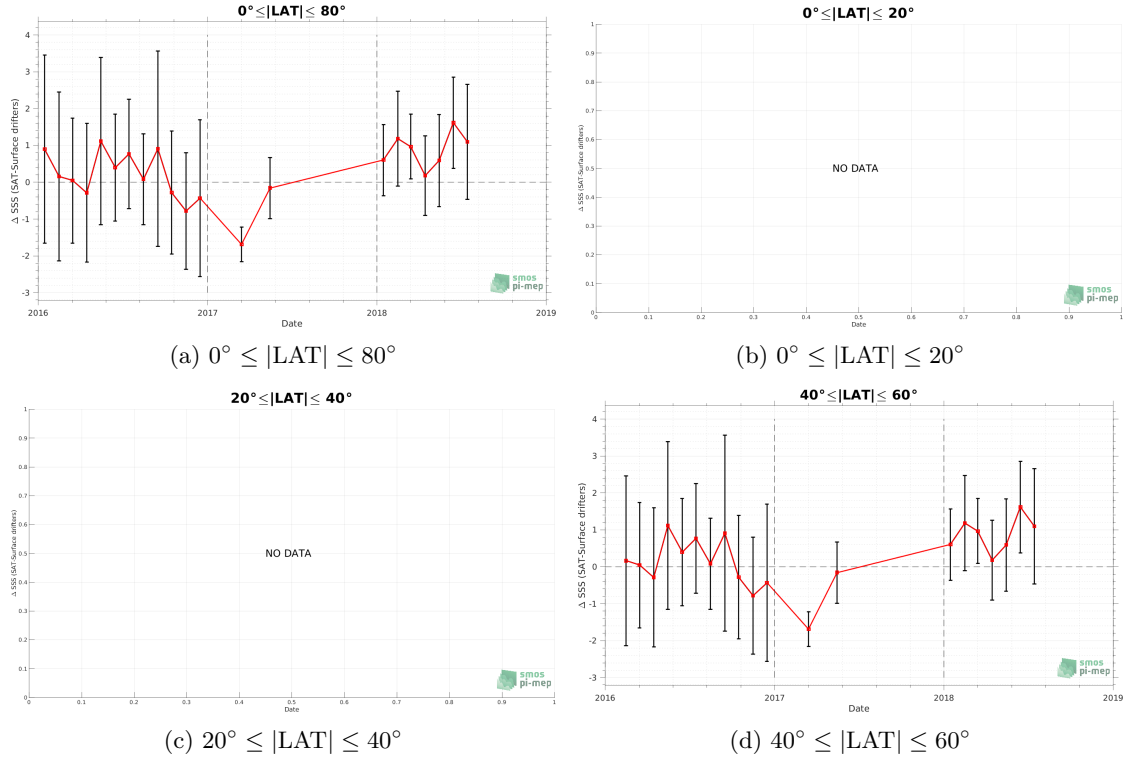 0°≤|LAT|≤ 80°
Δ SSS (SAT-Surface drifters)
4
3
2
1
0
-1
-2
-3
2016
2017
2018
2019
Date
smos
pi-mep
(a) 0° ≤ |LAT| ≤ 80°
0°≤|LAT|≤ 20°
Δ SSS (SAT-Surface drifters)
1
0.9
0.8
0.7
0.6
0.5
0.4
0.3
0.2
0.1
0
NO DATA
0
0.1
0.2
0.3
0.4
0.5
0.6
0.7
0.8
0.9
1
Date
smos
pi-mep
(b) 0° ≤ |LAT| ≤ 20°
20°≤|LAT|≤ 40°
Δ SSS (SAT-Surface drifters)
1
0.9
0.8
0.7
0.6
0.5
0.4
0.3
0.2
0.1
0
NO DATA
0
0.1
0.2
0.3
0.4
0.5
0.6
0.7
0.8
0.9
1
Date
smos
pi-mep
(c) 20° ≤ |LAT| ≤ 40°
40°≤|LAT|≤ 60°
Δ SSS (SAT-Surface drifters)
4
3
2
1
0
-1
-2
-3
2016
2017
2018
2019
Date
smos
pi-mep
(d) 40° ≤ |LAT| ≤ 60°